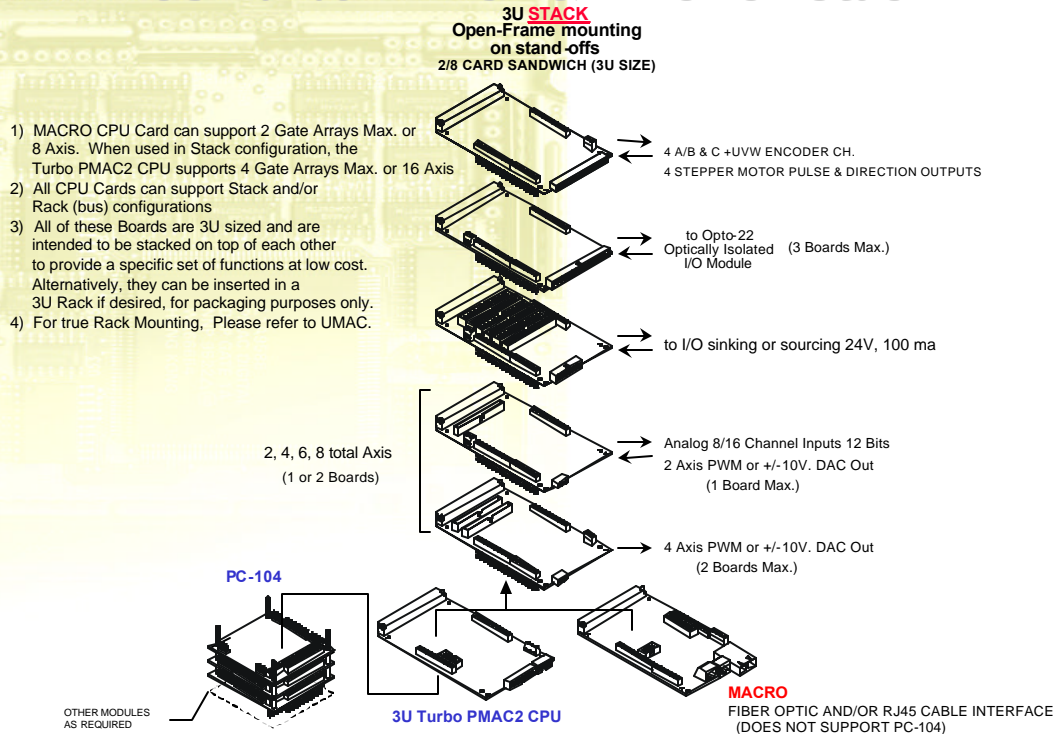 3U STACK
Open-Frame mounting
on stand-offs
2/8 CARD SANDWICH (3U SIZE)
1) MACRO CPU Card can support 2 Gate Arrays Max. or
8 Axis. When used in Stack configuration, the
Turbo PMAC2 CPU supports 4 Gate Arrays Max. or 16 Axis
2) All CPU Cards can support Stack and/or
Rack (bus) configurations
3) All of these Boards are 3U sized and are
intended to be stacked on top of each other
to provide a specific set of functions at low cost.
Alternatively, they can be inserted in a
3U Rack if desired, for packaging purposes only.
4) For true Rack Mounting, Please refer to UMAC.
4 A/B & C +UVW ENCODER CH.
4 STEPPER MOTOR PULSE & DIRECTION OUTPUTS
to Opto-22
Optically Isolated (3 Boards Max.)
I/O Module
to I/O sinking or sourcing 24V, 100 ma
2, 4, 6, 8 total Axis
(1 or 2 Boards)
Analog 8/16 Channel Inputs 12 Bits
2 Axis PWM or +/-10V. DAC Out
(1 Board Max.)
4 Axis PWM or +/-10V. DAC Out
(2 Boards Max.)
PC-104
OTHER MODULES
AS REQUIRED
3U Turbo PMAC2 CPU
MACRO
FIBER OPTIC AND/OR RJ45 CABLE INTERFACE
(DOES NOT SUPPORT PC-104)